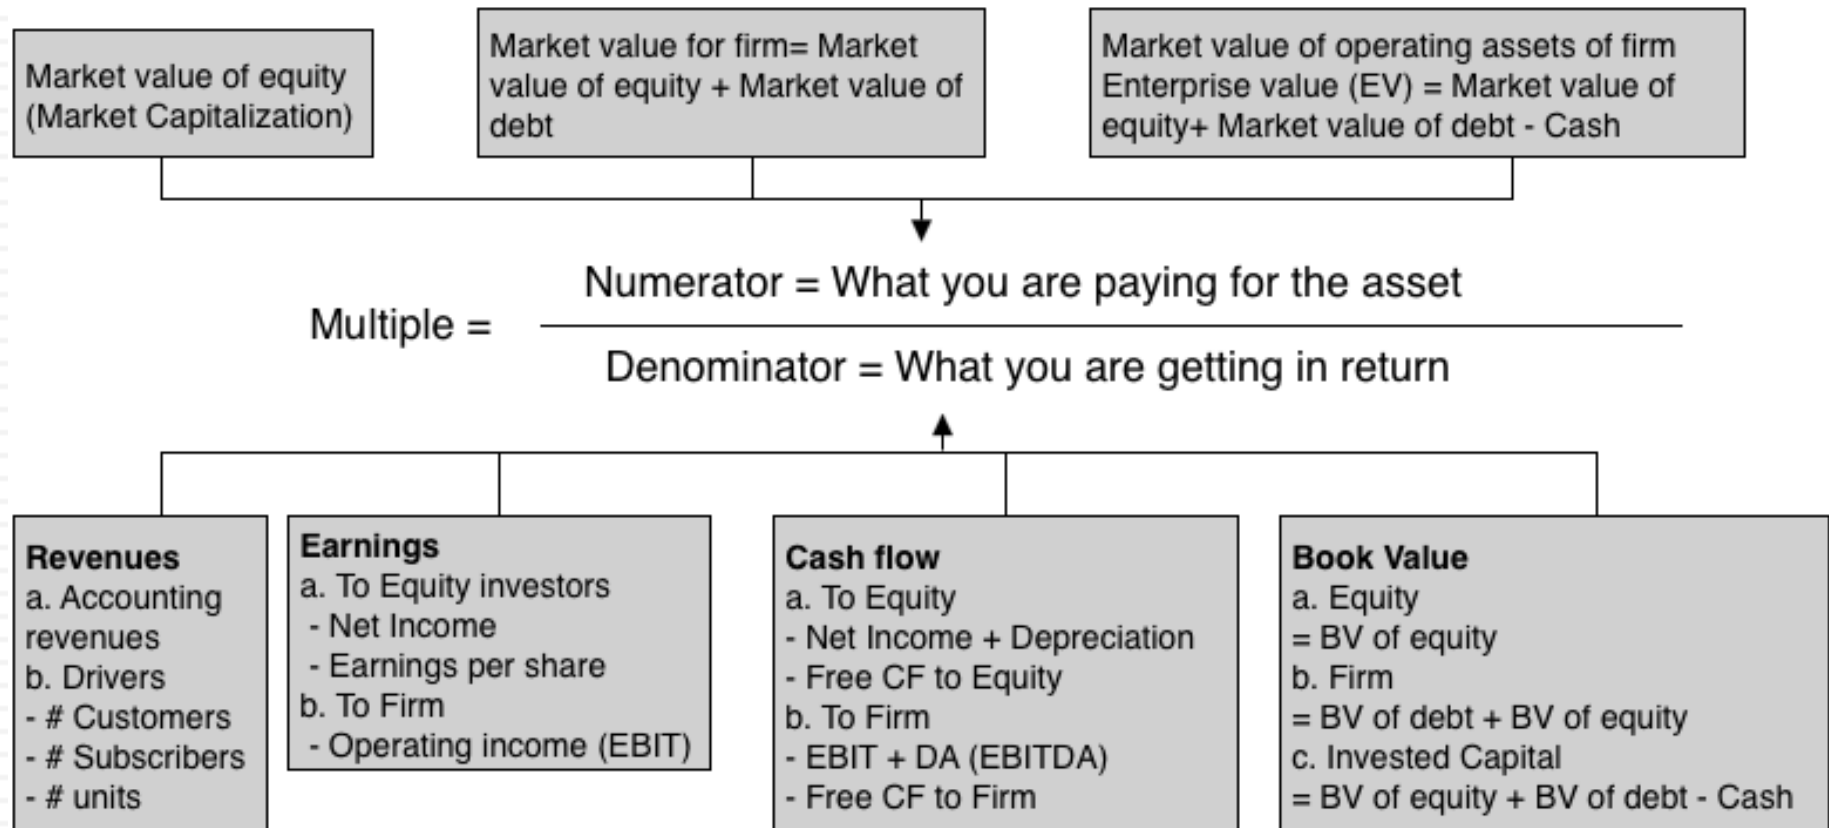 Market value of equity
(Market Capitalization)
Market value for firm= Market
value of equity + Market value of
debt
Market value of operating assets of firm
Enterprise value (EV) = Market value of
equity+ Market value of debt - Cash
Numerator = What you are paying for the asset
Multiple =
Denominator = What you are getting in return
Revenues
a. Accounting
revenues
b. Drivers
- # Customers
- # Subscribers
- # units
Earnings
a. To Equity investors
- Net Income
- Earnings per share
b. To Firm
- Operating income (EBIT)
Cash flow
a. To Equity
- Net Income + Depreciation
- Free CF to Equity
b. To Firm
- EBIT + DA (EBITDA)
- Free CF to Firm
Book Value
a. Equity
= BV of equity
b. Firm
= BV of debt + BV of equity
c. Invested Capital
= BV of equity + BV of debt - Cash